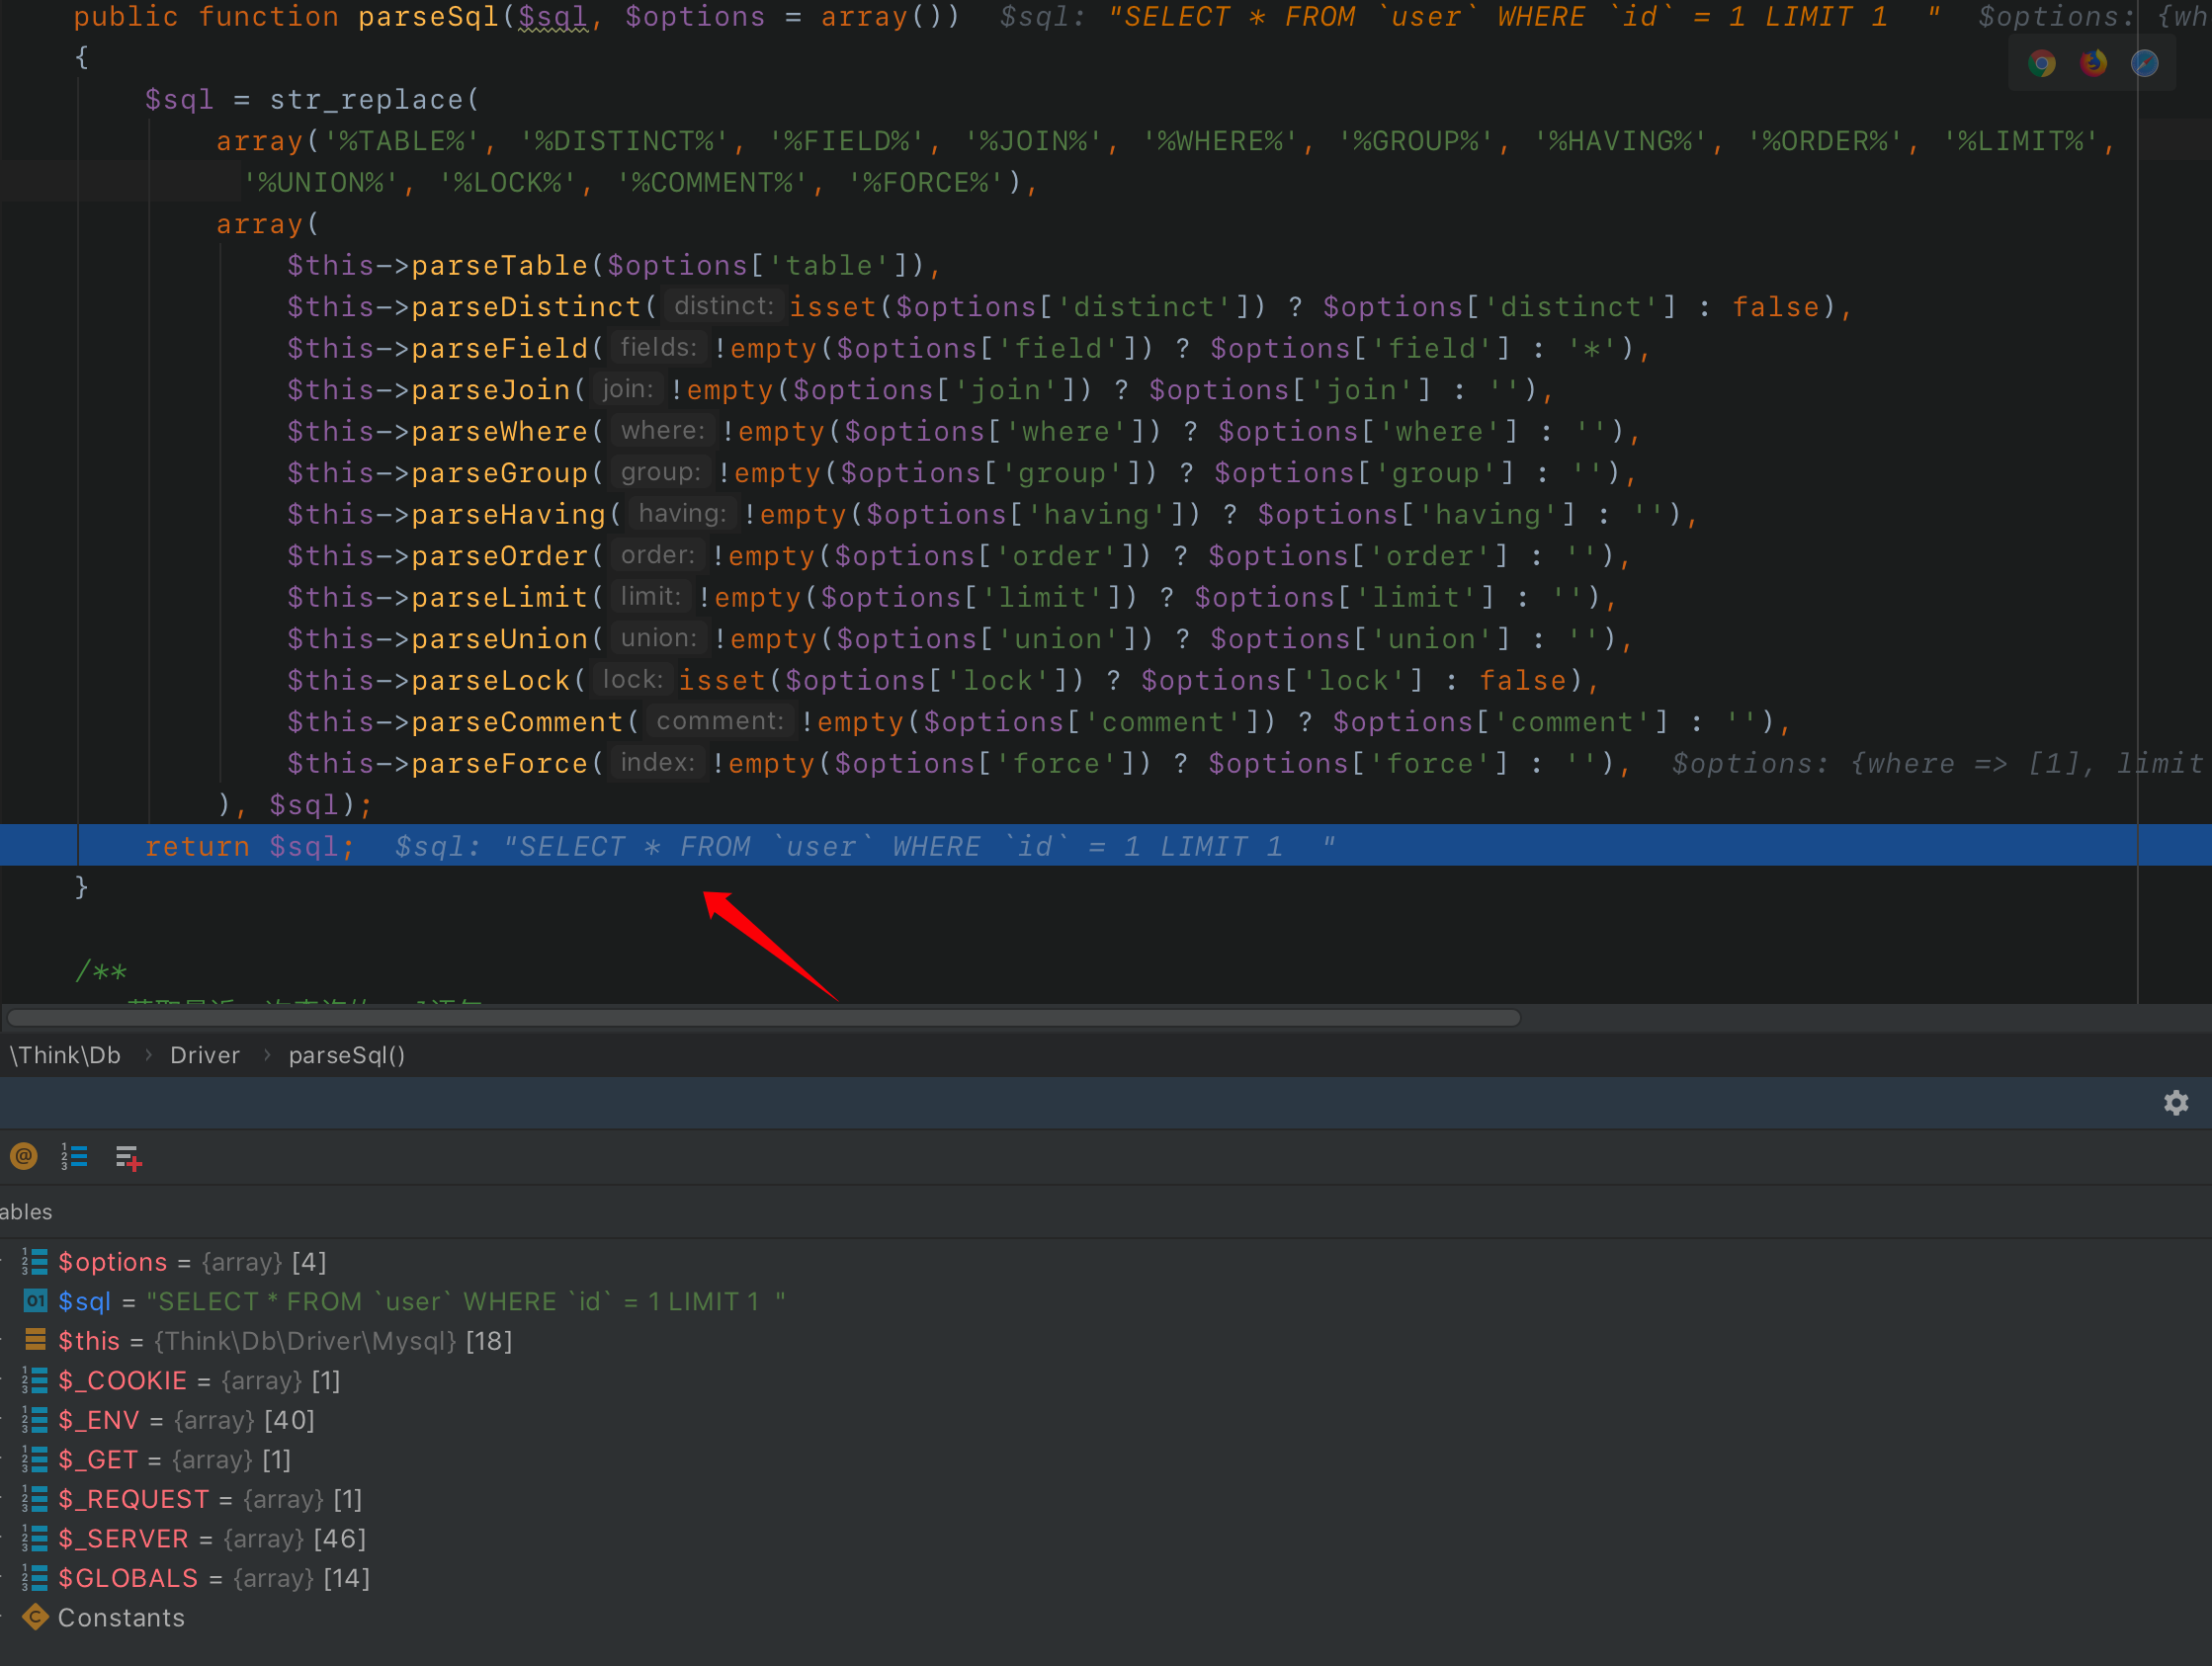 public function parseSql($sql, $options = array())  $sql: "SELECT * FROM `user` WHERE `id` = 1 LIMIT 1  "  $options: {wh
{
$sql = str_replace(
array('%TABLE%', '%DISTINCT%', '%FIELD%', '%JOIN%', '%WHERE%', '%GROUP%', '%HAVING%', '%ORDER%', '%LIMIT%',
'%UNION%', '%LOCK%', '%COMMENT%', '%FORCE%'),
array(
$this->parseTable($options['table']),
$this->parseDistinct( distinct: isset($options['distinct']) ? $options['distinct'] : false),
$this->parseField( fields: !empty($options['field']) ? $options['field'] : '*'),
$this->parseJoin( join: !empty($options['join']) ? $options['join'] : ''),
$this->parseWhere( where: !empty($options['where']) ? $options['where'] : ''),
$this->parseGroup( group: !empty($options['group']) ? $options['group'] : ''),
$this->parseHaving( having: !empty($options['having']) ? $options['having'] : ''),
$this->parseOrder( order: !empty($options['order']) ? $options['order'] : ''),
$this->parseLimit( limit: !empty($options['limit']) ? $options['limit'] : ''),
$this->parseUnion( union: !empty($options['union']) ? $options['union'] : ''),
$this->parseLock( lock: isset($options['lock']) ? $options['lock'] : false),
$this->parseComment( comment: !empty($options['comment']) ? $options['comment'] : ''),
$this->parseForce( index: !empty($options['force']) ? $options['force'] : ''),  $options: {where => [1], limit
), $sql);
return $sql;  $sql: "SELECT * FROM `user` WHERE `id` = 1 LIMIT 1  "
}
/**
\Think\Db › Driver › parseSql()
ables
$options = {array} [4]
$sql = "SELECT * FROM `user` WHERE `id` = 1 LIMIT 1  "
$this = {Think\Db\Driver\Mysql} [18]
$_COOKIE = {array} [1]
$_ENV = {array} [40]
$_GET = {array} [1]
$_REQUEST = {array} [1]
$_SERVER = {array} [46]
$GLOBALS = {array} [14]
Constants